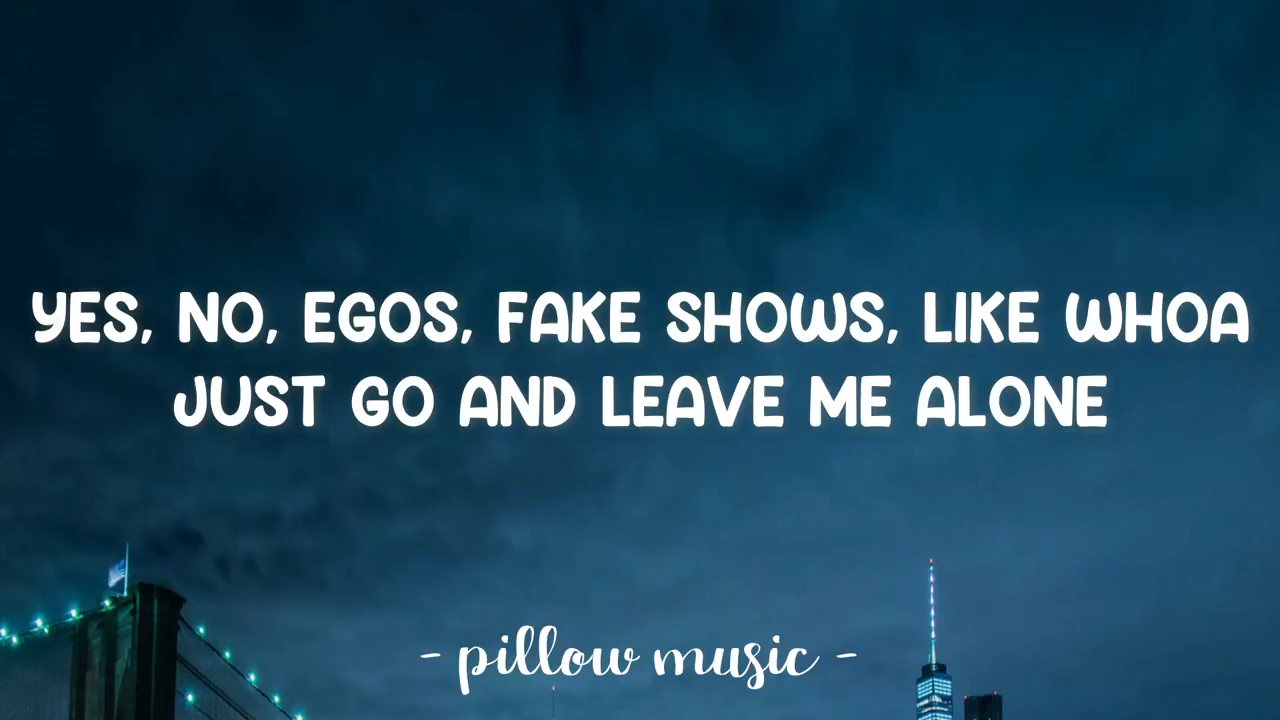 YES, NO, EGOS, FAKE SHOWS, LIKE WHOA
JUST GO AND LEAVE ME ALONE
- pillow music -